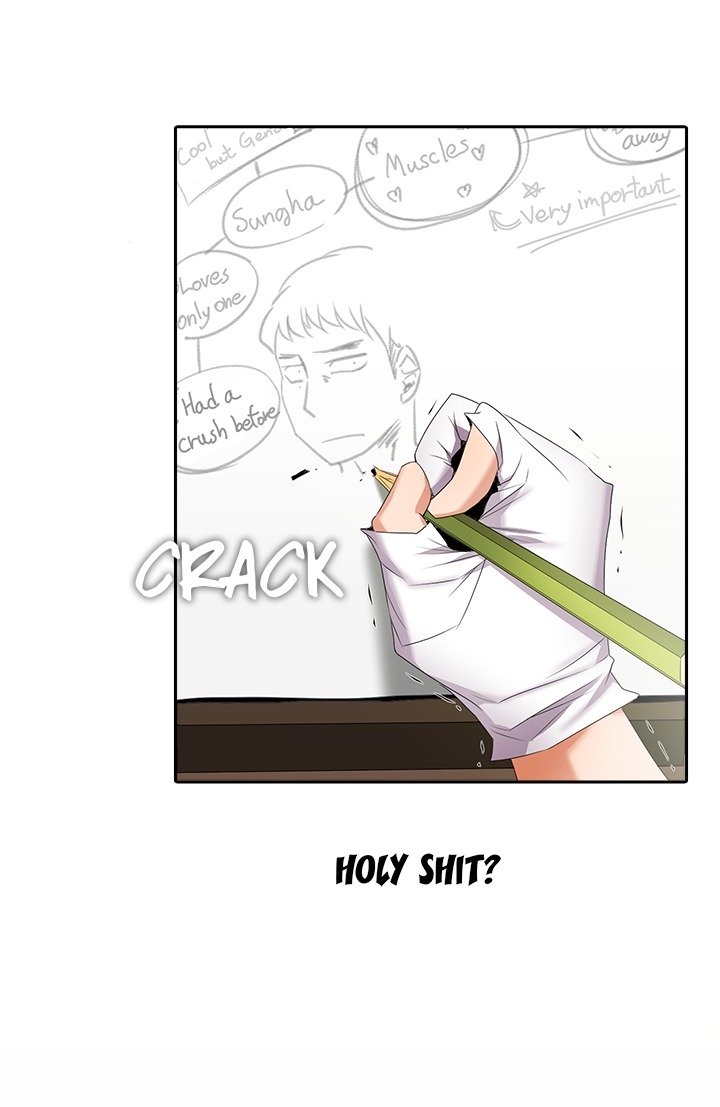 Cool
but Gen
Muscles
away
Sungha
Very important
Loves
only one
Had a
crush before
CRACK
HOLY SHIT?